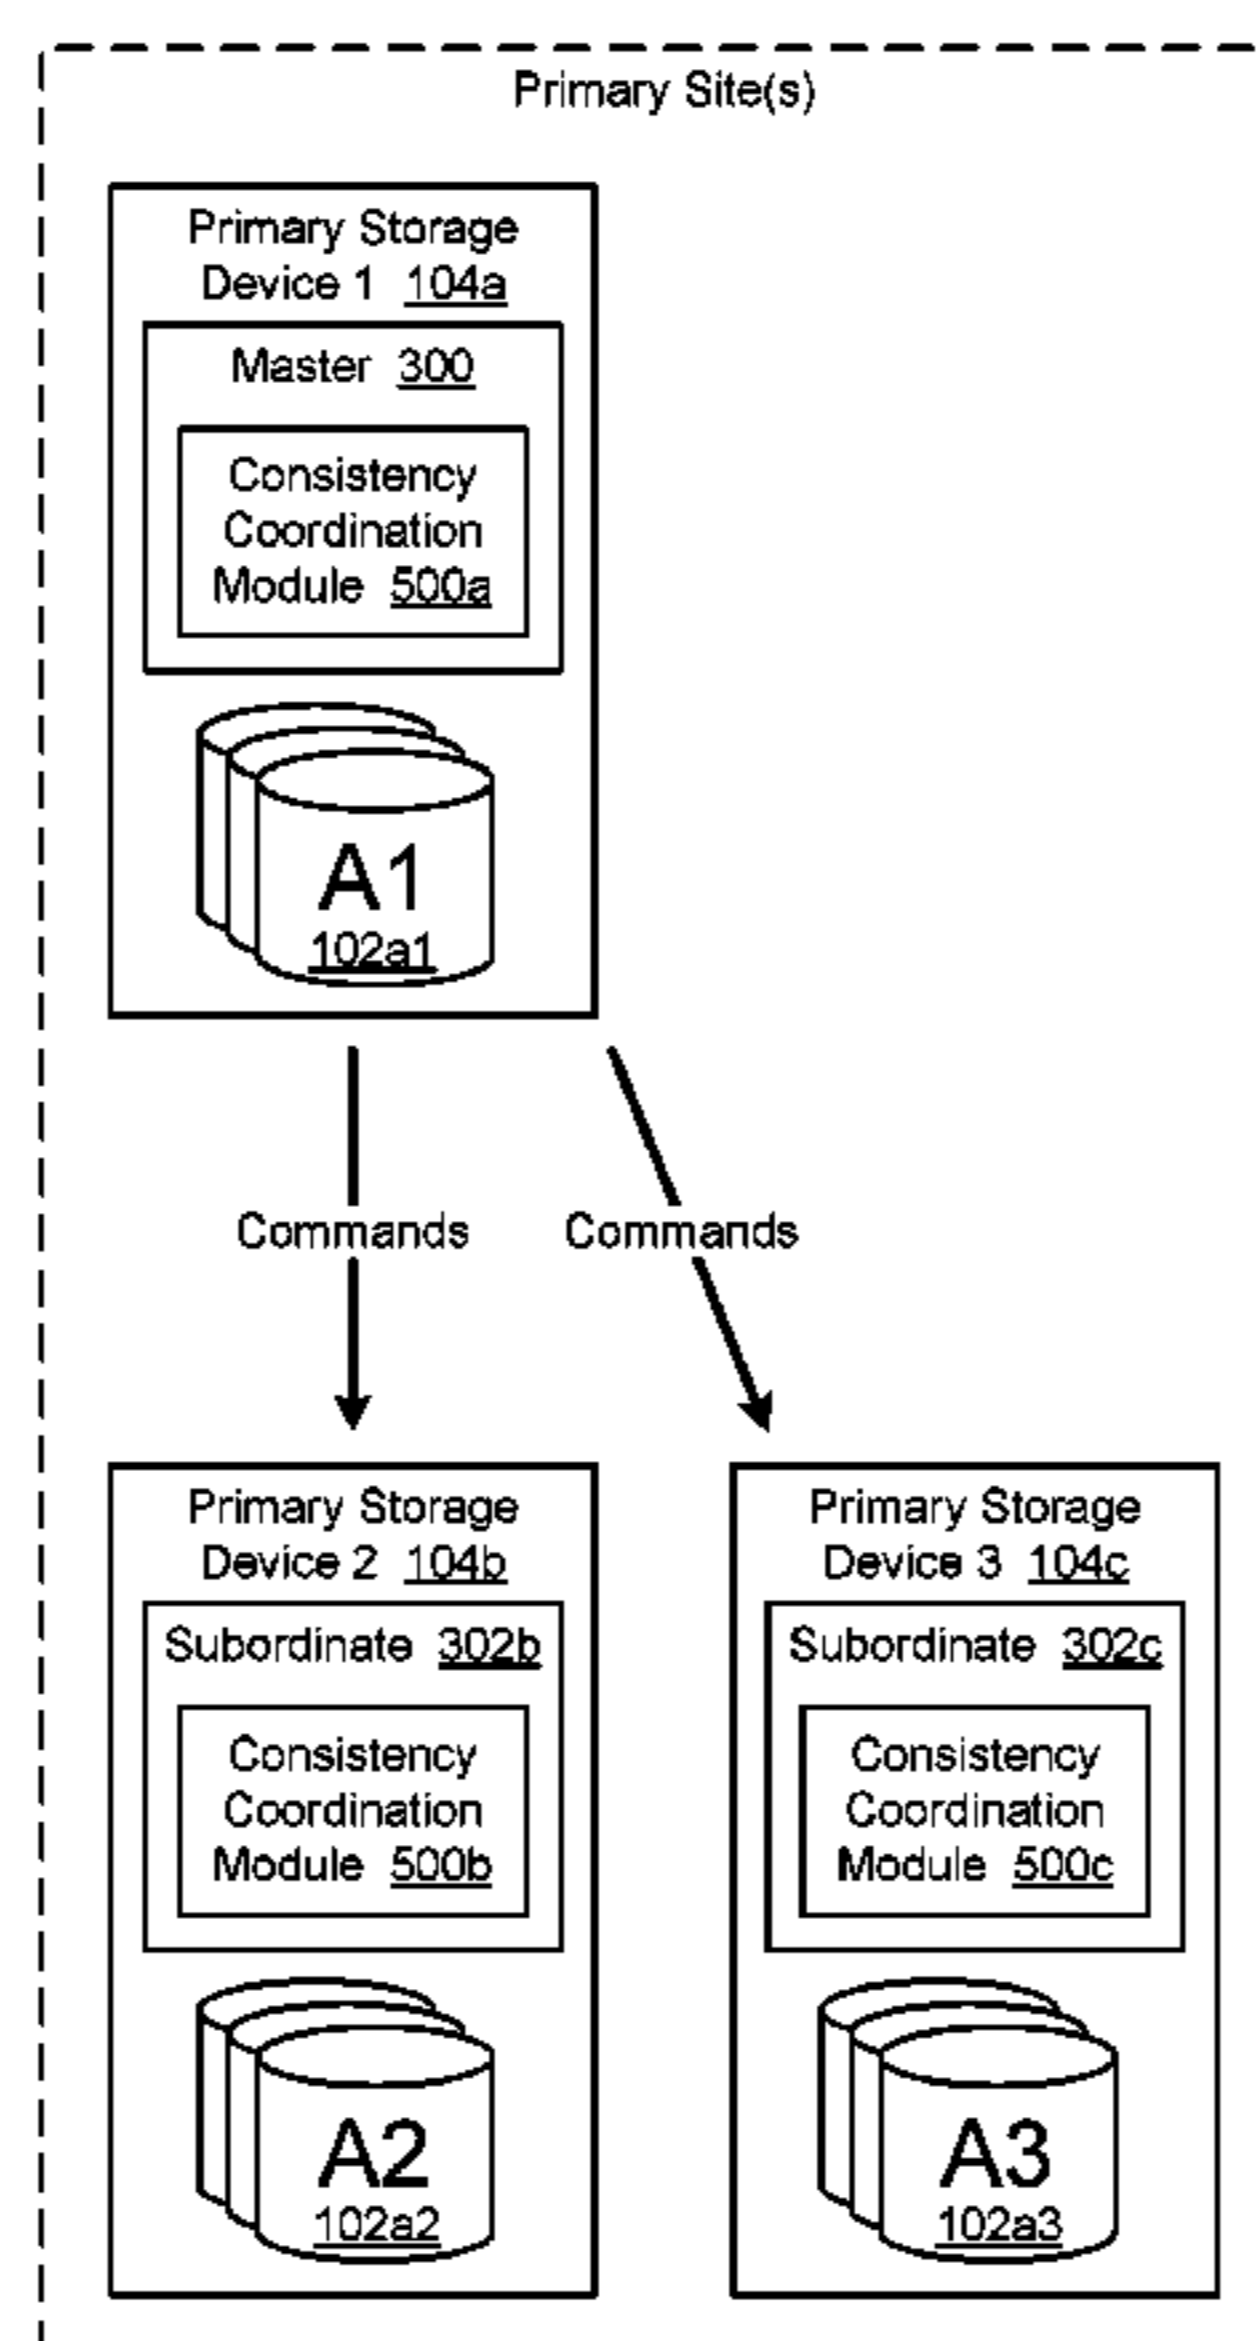 Primary Site(s)
Primary Storage
Device 1 104a
Master 300
Consistency
Coordination
Module 500a
A1
102a1
Commands
Commands
Primary Storage
Device 2 104b
Subordinate 302b
Consistency
Coordination
Module 500b
A2
102a2
Primary Storage
Device 3 104c
Subordinate 302c
Consistency
Coordination
Module 500c
A3
102a3